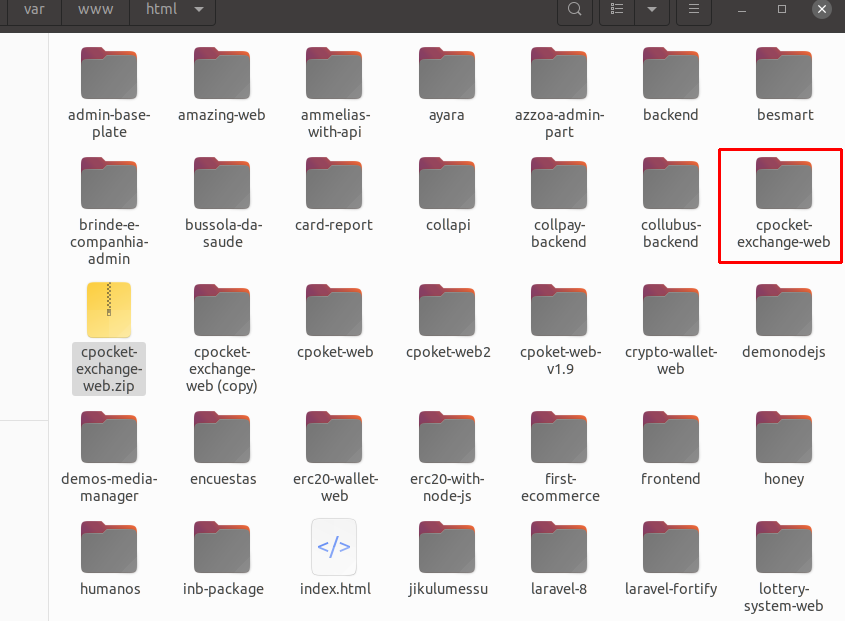 var www html
admin-base-
plate
amazing-web
ammelias-
with-api
ayara
azzoa-admin-
part
backend
besmart
brinde-e-
companhia-
admin
bussola-da-
saude
card-report
collapi
collpay-
backend
collubus-
backend
cpocket-
exchange-web
cpocket-
exchange-
web.zip
cpocket-
exchange-
web (copy)
cpoket-web
cpoket-web2
cpoket-web-
v1.9
crypto-wallet-
web
demonodejs
demos-media-
manager
encuestas
erc20-wallet-
web
erc20-with-
node-js
first-
ecommerce
frontend
honey
humanos
inb-package
</>
index.html
jikulumessu
laravel-8
laravel-fortify
lottery-
system-web